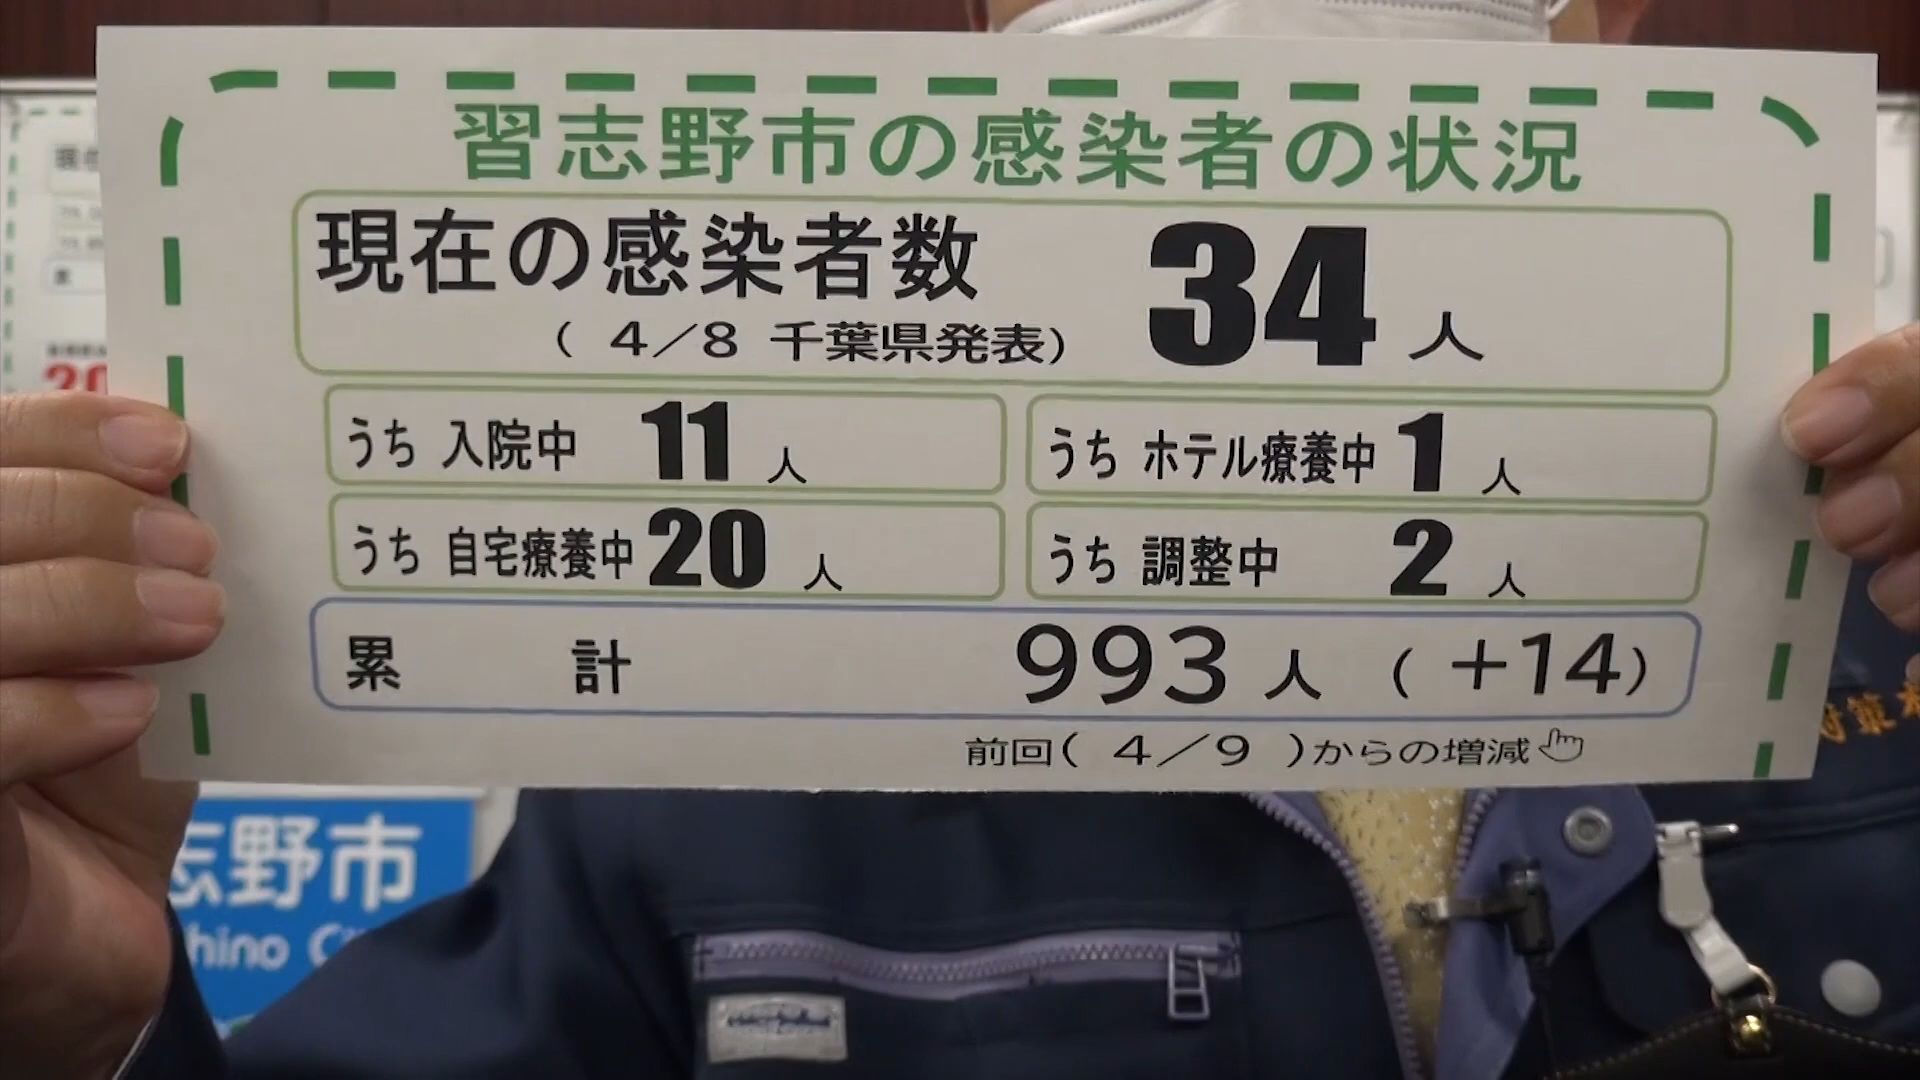 習志野市の感染者の状況
現在の感染者数 34 人
( 4/8 千葉県発表)
うち 入院中 11 人
うち ホテル療養中 1 人
うち 自宅療養中 20 人
うち 調整中 2 人
累 計 993 人 ( +14)
前回( 4/9 )からの増減
志野市
hino C
20